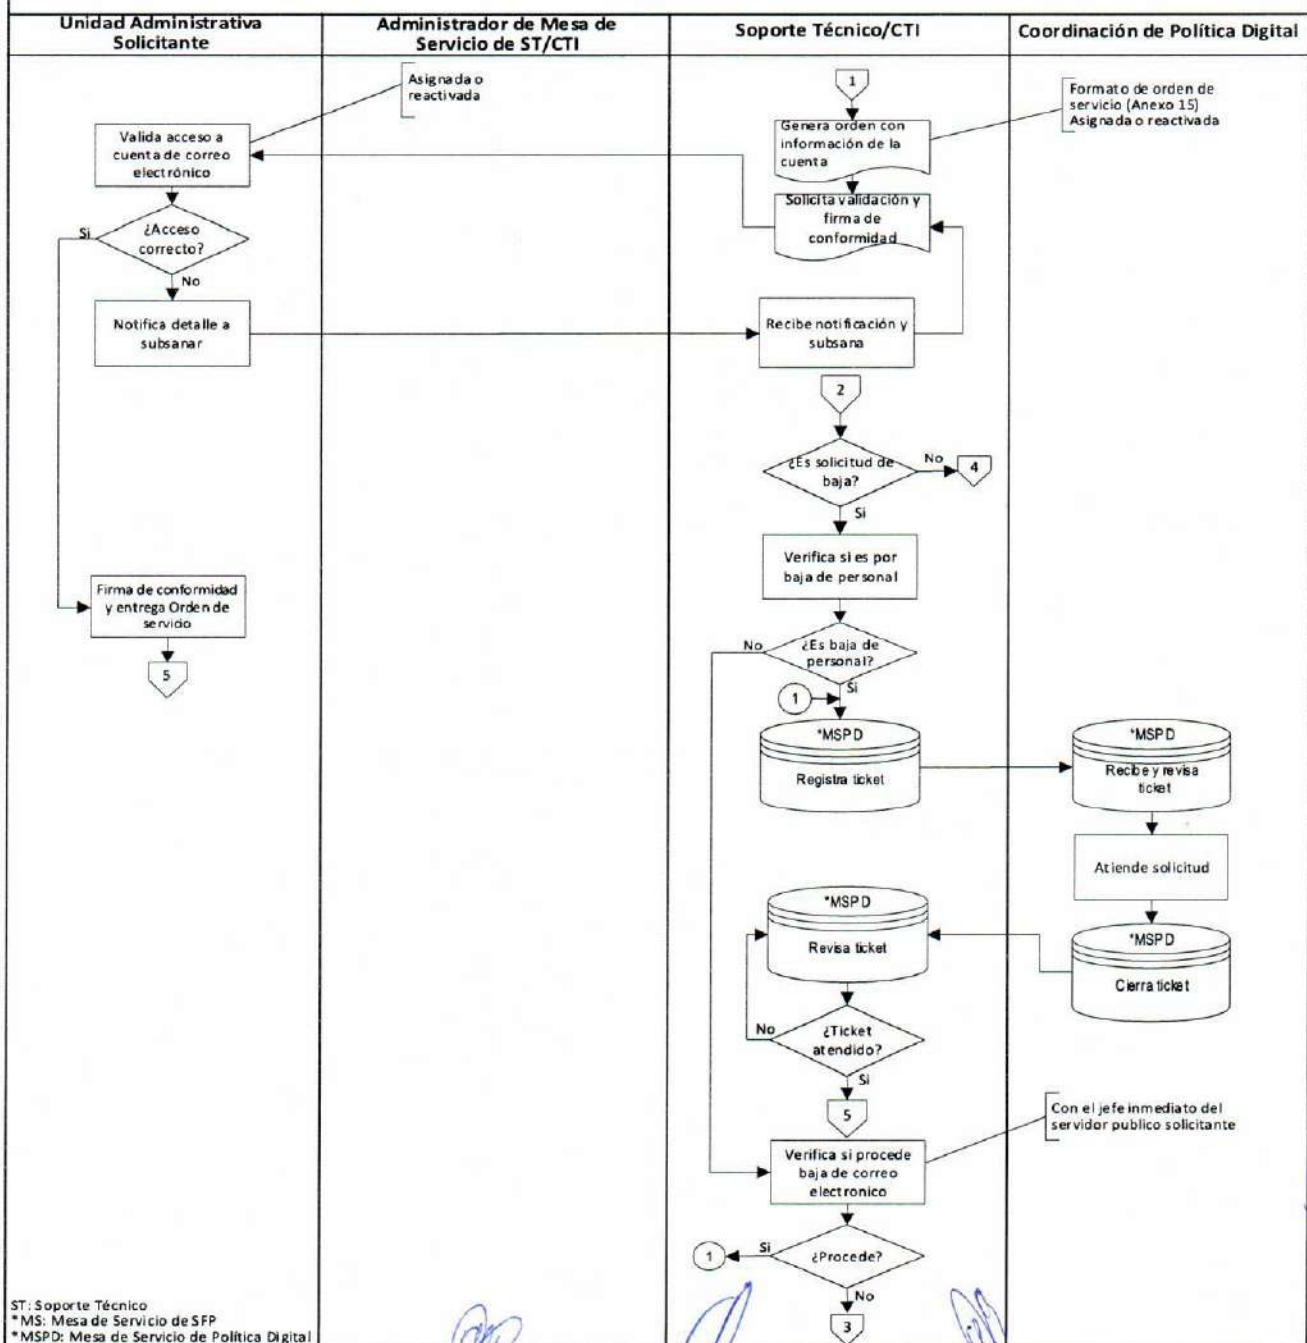 Unidad Administrativa
Solicitante
Administrador de Mesa de
Servicio de ST/CTI
Soporte Técnico/CTI
Coordinación de Política Digital
Asignada o
reactivada
1
Formato de orden de
servicio (Anexo 15)
Asignada o reactivada
Genera orden con
información de la
cuenta
Valida acceso a
cuenta de correo
electrónico
Solicita validación y
firma de
conformidad
¿Acceso
correcto?
Si
No
Notifica detalle a
subsanar
Recibe notificación y
subsana
2
¿Es solicitud de
baja?
No
4
Si
Verifica si es por
baja de personal
Firma de conformidad
y entrega Orden de
servicio
5
¿Es baja de
personal?
No
Si
1
*MSPD
Registra ticket
*MSPD
Recibe y revisa
ticket
Atiende solicitud
*MSPD
Revisa ticket
*MSPD
Cierra ticket
¿Ticket
atendido?
No
Si
5
Con el jefe inmediato del
servidor publico solicitante
Verifica si procede
baja de correo
electronico
¿Procede?
Si
1
No
3
ST: Soporte Técnico
*MS: Mesa de Servicio de SFP
*MSPD: Mesa de Servicio de Política Digital